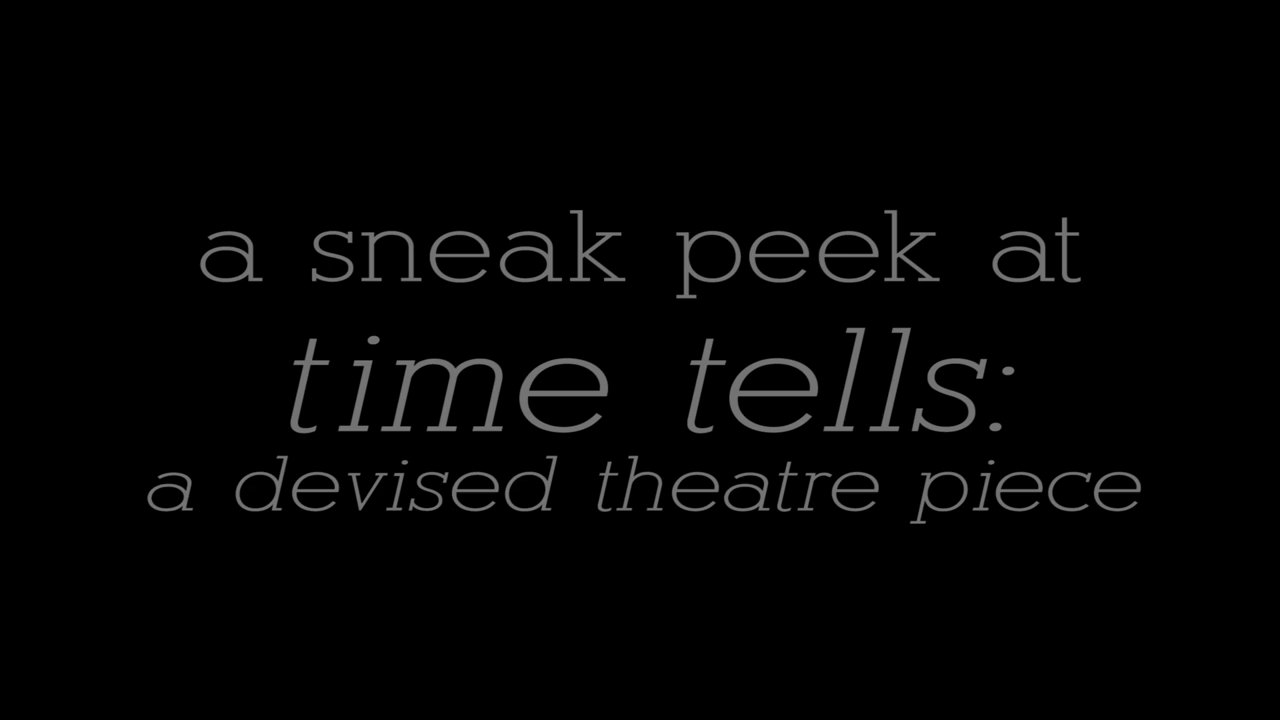 a sneak peek at
time tells:
a devised theatre piece